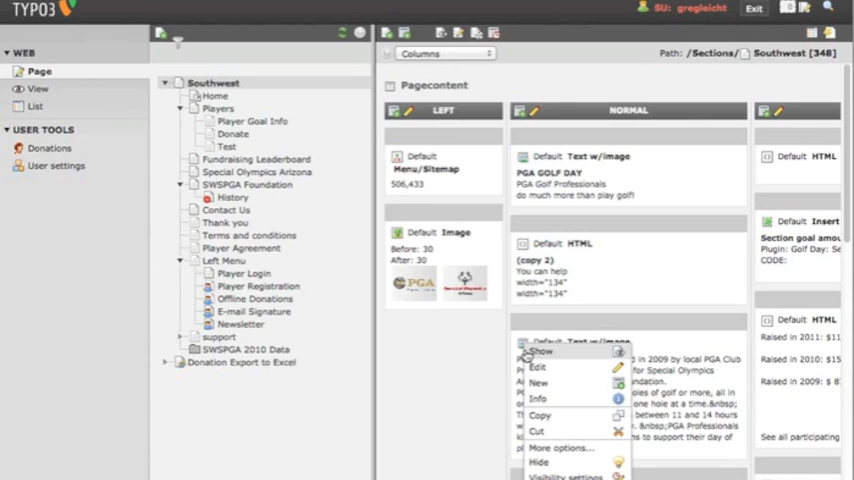 TYPO3
SU: gregleicht
Exit
WEB
Page
View
List
USER TOOLS
Donations
User settings
Southwest
Home
Players
Player Goal Info
Donate
Test
Fundraising Leaderboard
Special Olympics Arizona
SWSPGA Foundation
History
Contact Us
Thank you
Terms and conditions
Player Agreement
Left Menu
Player Login
Player Registration
Offline Donations
E-mail Signature
Newsletter
support
SWSPGA 2010 Data
Donation Export to Excel
Columns
Path: /Sections/ Southwest [348]
Pagecontent
LEFT
Default
Menu/Sitemap
506,433
Default Image
Before: 30
After: 30
PGA
NORMAL
Default Text w/image
PGA GOLF DAY
PGA Golf Professionals
do much more than play golf!
Default HTML
(copy 2)
You can help
width="134"
width="134"
Default Text w/image
in 2009 by local PGA Club
for Special Olympics
holes of golf or more, all in
one hole at a time.&nbsp;
between 11 and 14 hours
&nbsp;PGA Professionals
to support their day of
Show
Edit
New
Info
Copy
Cut
More options...
Hide
Visibility settings
Default HTML
Default Insert
Section goal amou
Plugin: Golf Day: Se
CODE:
Default HTML
Raised in 2011: $11
Raised in 2010: $15
Raised in 2009: $ 8
See all participating